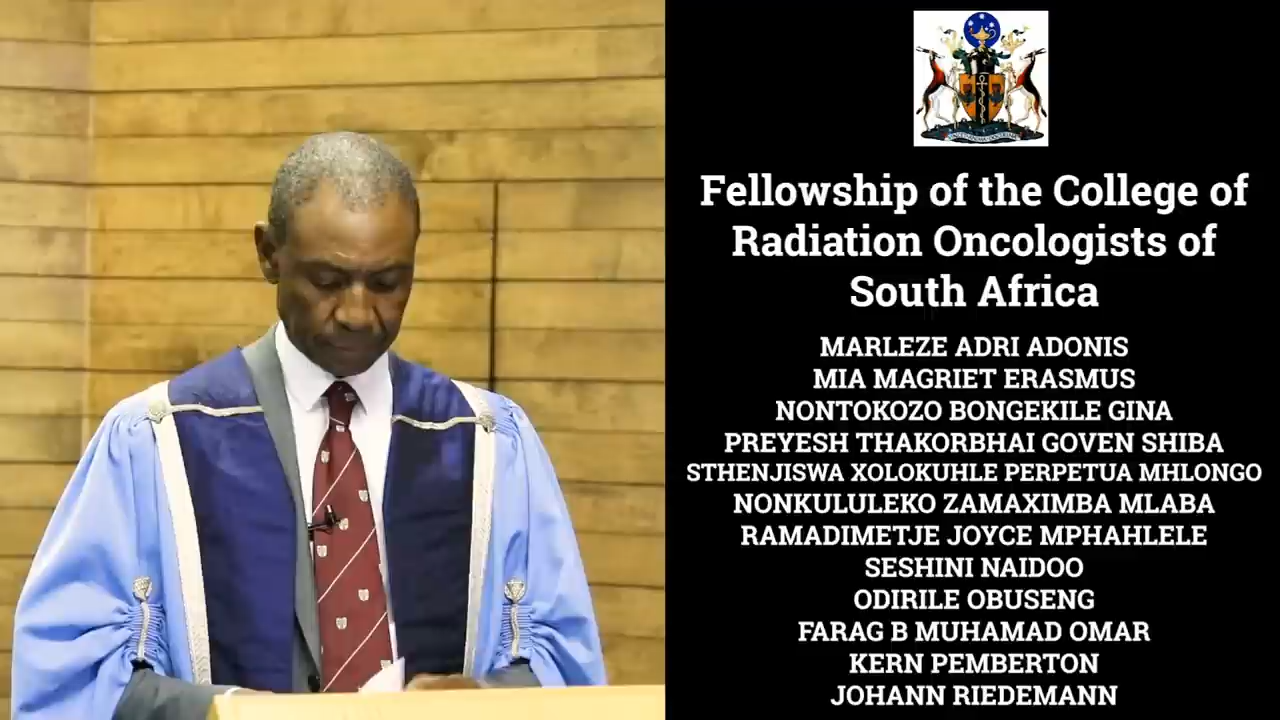 Fellowship of the College of
Radiation Oncologists of
South Africa
MARLEZE ADRI ADONIS
MIA MAGRIET ERASMUS
NONTOKOZO BONGEKILE GINA
PREYESH THAKORBHAI GOVEN SHIBA
STHENJISWA XOLOKUHLE PERPETUA MHLONGO
NONKULULEKO ZAMAXIMBA MLABA
RAMADIMETJE JOYCE MPHAHLELE
SESHINI NAIDOO
ODIRILE OBUSENG
FARAG B MUHAMAD OMAR
KERN PEMBERTON
JOHANN RIEDEMANN